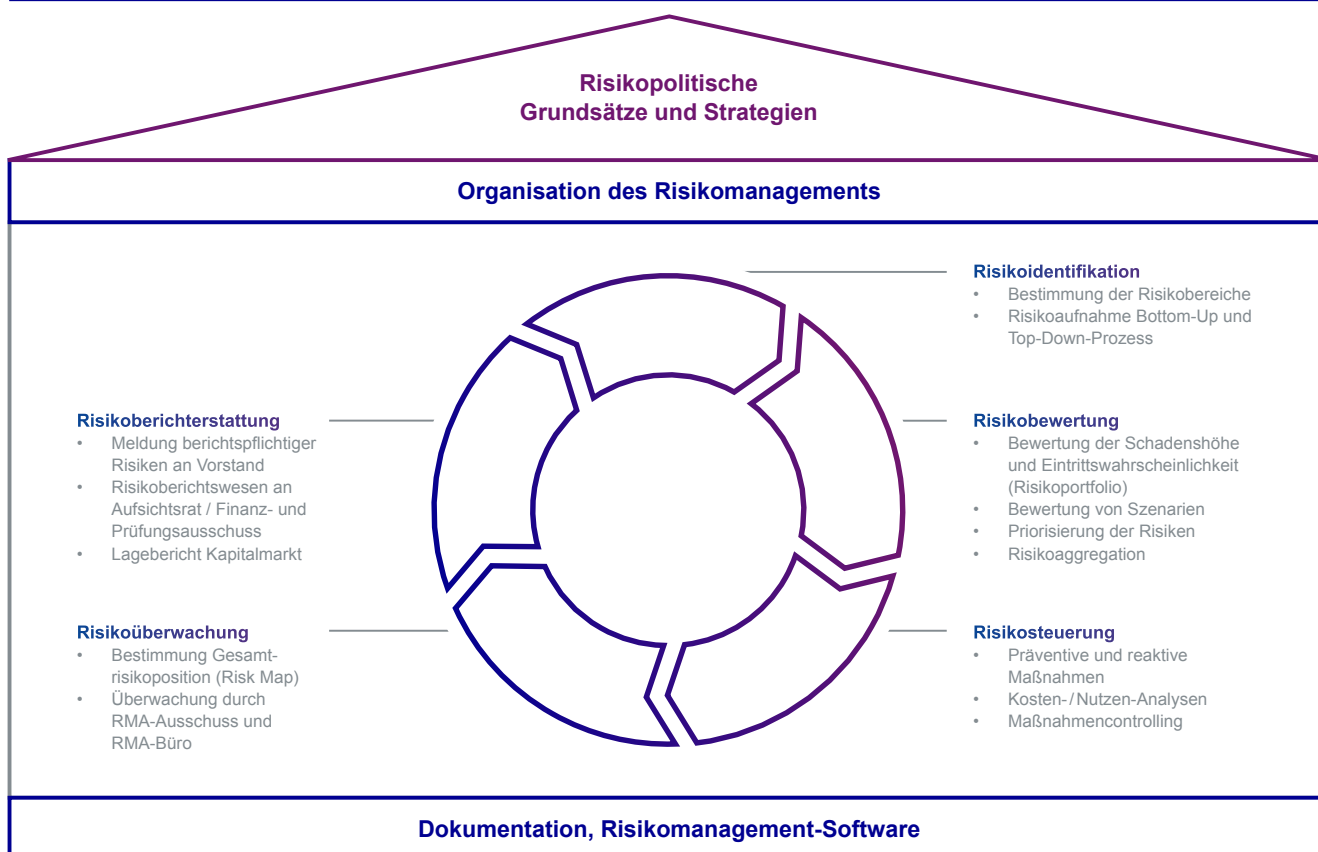 Risikopolitische
Grundsätze und Strategien
Organisation des Risikomanagements
Risikoidentifikation
• Bestimmung der Risikobereiche
• Risikoaufnahme Bottom-Up und
Top-Down-Prozess
Risikobewertung
• Bewertung der Schadenshöhe
und Eintrittswahrscheinlichkeit
(Risikoportfolio)
• Bewertung von Szenarien
• Priorisierung der Risiken
• Risikoaggregation
Risikosteuerung
• Präventive und reaktive
Maßnahmen
• Kosten-/Nutzen-Analysen
• Maßnahmencontrolling
Risikoüberwachung
• Bestimmung Gesamt-
risikoposition (Risk Map)
• Überwachung durch
RMA-Ausschuss und
RMA-Büro
Risikoberichterstattung
• Meldung berichtspflichtiger
Risiken an Vorstand
• Risikoberichtswesen an
Aufsichtsrat / Finanz- und
Prüfungsausschuss
• Lagebericht Kapitalmarkt
Dokumentation, Risikomanagement-Software